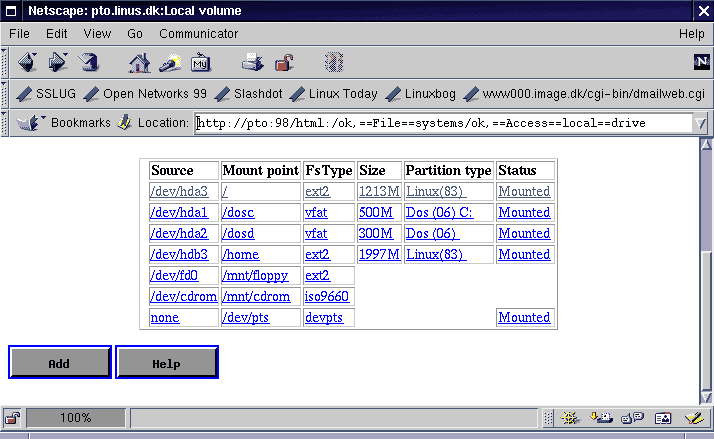 Netscape: pto.linus.dk:Local volume
File Edit View Go Communicator Help
My N
SSLUG Open Networks 99 Slashdot Linux Today Linuxbog www000.image.dk/cgi-bin/dmailweb.cgi
Bookmarks Location: http://pto:98/html:/ok,==File==systems/ok,==Access==local==drive
Source Mount point FsType Size Partition type Status
/dev/hda3 / ext2 1213M Linux(83) Mounted
/dev/hda1 /dosc vfat 500M Dos (06) C: Mounted
/dev/hda2 /dosd vfat 300M Dos (06) Mounted
/dev/hdb3 /home ext2 1997M Linux(83) Mounted
/dev/fd0 /mnt/floppy ext2
/dev/cdrom /mnt/cdrom iso9660
none /dev/pts devpts Mounted
Add Help
100%